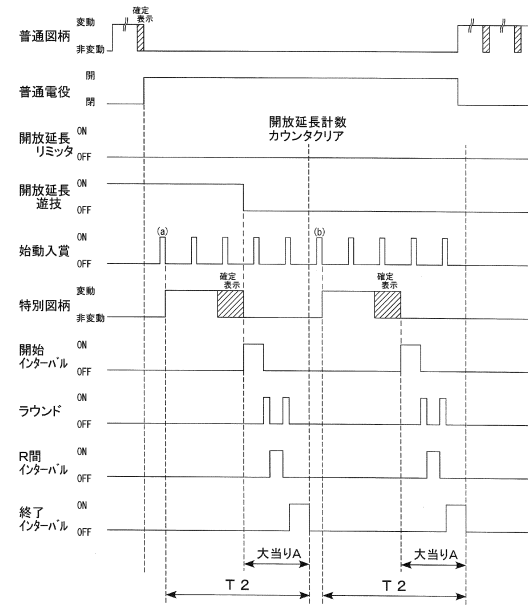 確定
表示
変動
普通図柄
非変動
開
普通電役
閉
開放延長計数
カウンタクリア
ON
開放延長
リミッタ
OFF
ON
開放延長
遊技
OFF
(a)
(b)
ON
始動入賞
OFF
確定
表示
確定
表示
変動
特別図柄
非変動
ON
開始
インターバル
OFF
ON
ラウンド
OFF
ON
R間
インターバル
OFF
ON
終了
インターバル
OFF
大当りA
大当りA
T2
T2